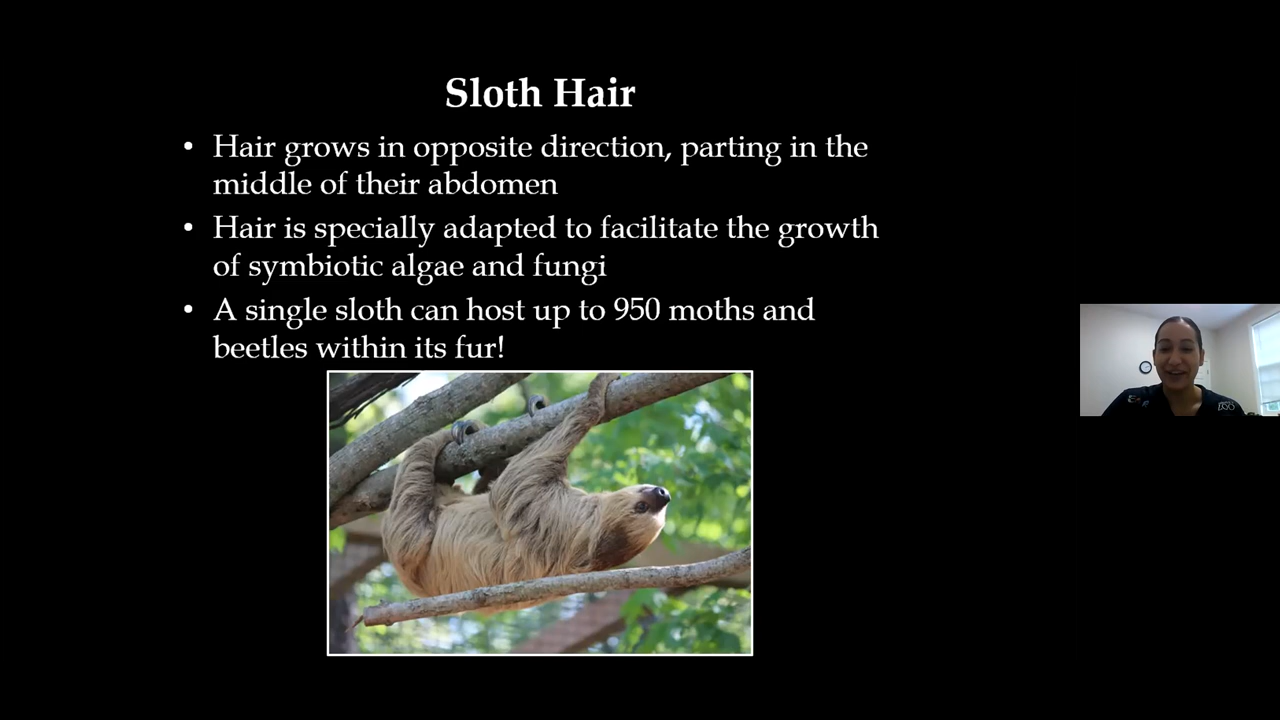 Sloth Hair
• Hair grows in opposite direction, parting in the
middle of their abdomen
• Hair is specially adapted to facilitate the growth
of symbiotic algae and fungi
• A single sloth can host up to 950 moths and
beetles within its fur!